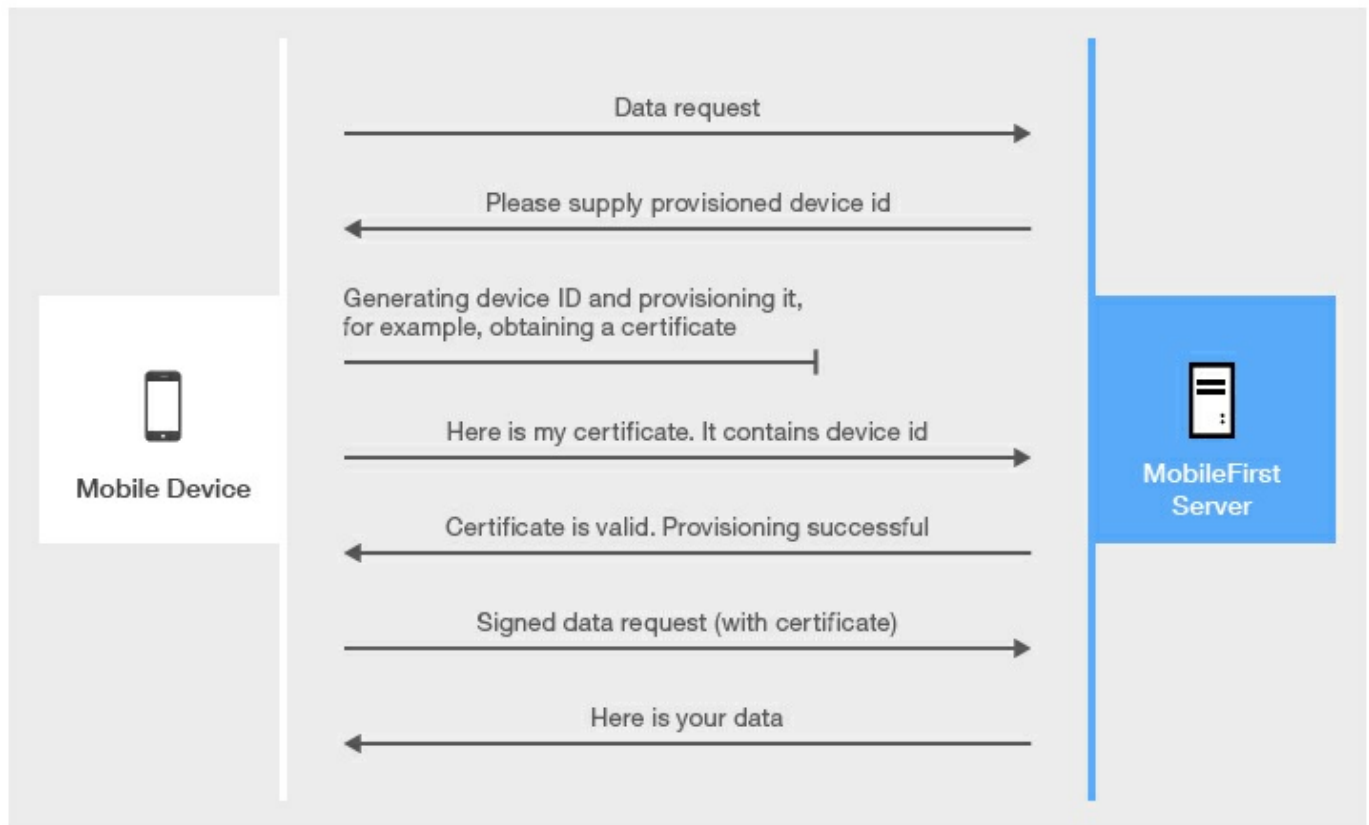 Data request
Please supply provisioned device id
Generating device ID and provisioning it,
for example, obtaining a certificate
Here is my certificate. It contains device id
Mobile Device
MobileFirst
Server
Certificate is valid. Provisioning successful
Signed data request (with certificate)
Here is your data